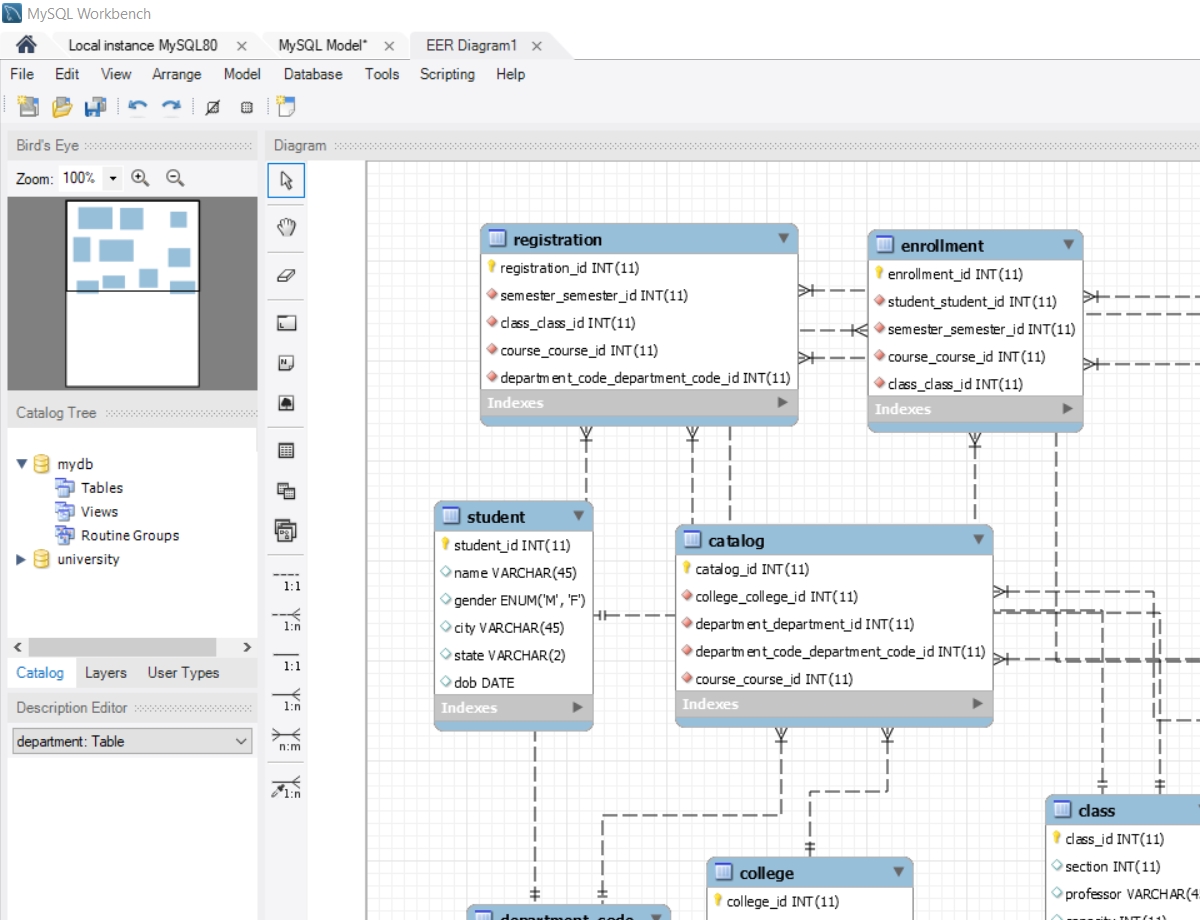 MySQL Workbench
Local instance MySQL80
MySQL Model*
EER Diagram1
File Edit View Arrange Model Database Tools Scripting Help
Bird's Eye
Zoom: 100%
Catalog Tree
mydb
Tables
Views
Routine Groups
university
Catalog Layers User Types
Description Editor
department: Table
Diagram
1:1
1:n
1:1
1:n
n:m
1:n
registration
registration_id INT(11)
semester_semester_id INT(11)
class_class_id INT(11)
course_course_id INT(11)
department_code_department_code_id INT(11)
Indexes
enrollment
enrollment_id INT(11)
student_student_id INT(11)
semester_semester_id INT(11)
course_course_id INT(11)
class_class_id INT(11)
Indexes
student
student_id INT(11)
name VARCHAR(45)
gender ENUM('M', 'F')
city VARCHAR(45)
state VARCHAR(2)
dob DATE
Indexes
catalog
catalog_id INT(11)
college_college_id INT(11)
department_department_id INT(11)
department_code_department_code_id INT(11)
course_course_id INT(11)
Indexes
class
class_id INT(11)
section INT(11)
professor VARCHAR(4
capacity INT(11)
college
college_id INT(11)
department_code